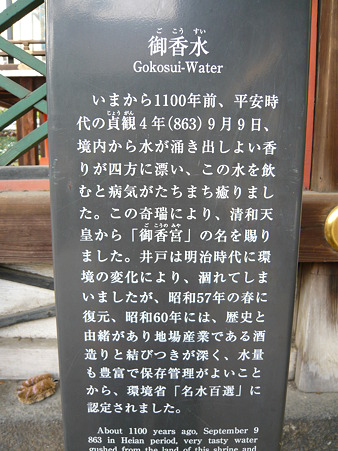 御香水
ごこうすい
Gokosui-Water
いまから1100年前、平安時
代の貞観4年(863)9月9日、
じょうがん
境内から水が涌き出しよい香
りが四方に漂い、この水を飲
むと病気がたちまち癒りまし
た。この奇瑞により、清和天
皇から「御香宮」の名を賜り
ごこうのみや
ました。井戸は明治時代に環
境の変化により、涸れてしま
いましたが、昭和57年の春に
復元、昭和60年には、歴史と
由緒があり地場産業である酒
造りと結びつきが深く、水量
も豊富で保存管理がよいこと
から、環境省「名水百選」に
認定されました。
About 1100 years ago, September 9
863 in Heian period, very tasty water
gushed from the land of this shrine and